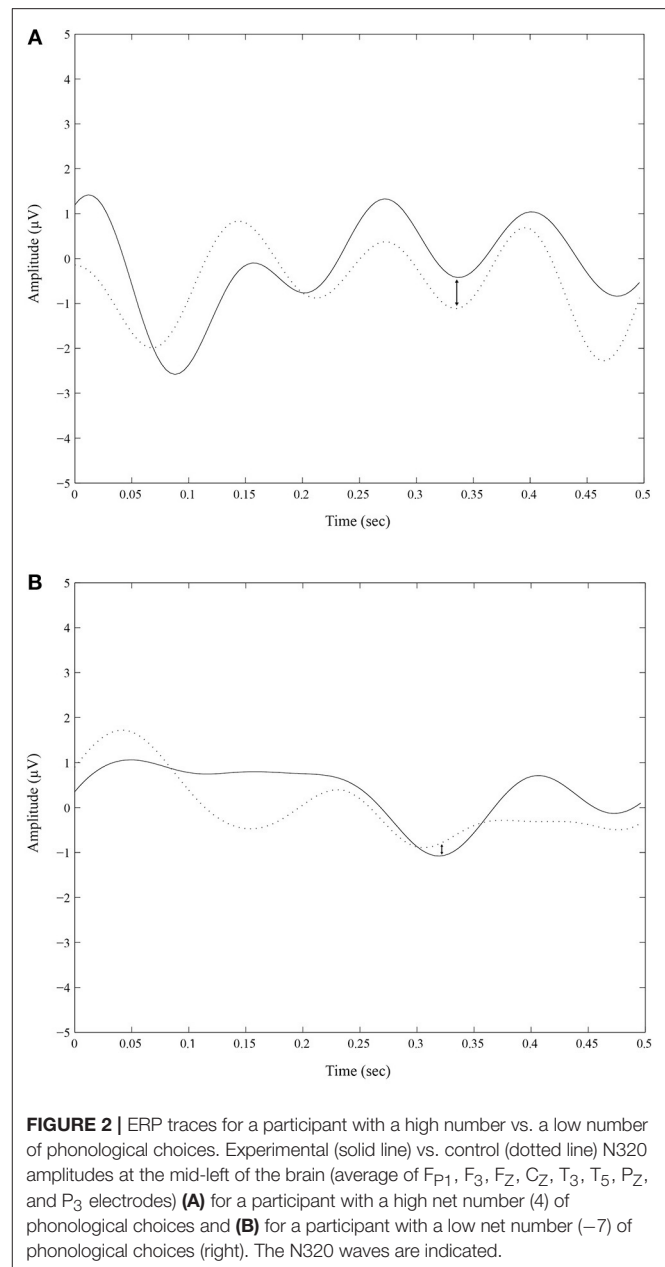 A
5
4
3
2
1
0
-1
-2
-3
-4
-5
Amplitude (µV)
0 0.05 0.1 0.15 0.2 0.25 0.3 0.35 0.4 0.45 0.5
Time (sec)
B
5
4
3
2
1
0
-1
-2
-3
-4
-5
Amplitude (µV)
0 0.05 0.1 0.15 0.2 0.25 0.3 0.35 0.4 0.45 0.5
Time (sec)
FIGURE 2 | ERP traces for a participant with a high number vs. a low number
of phonological choices. Experimental (solid line) vs. control (dotted line) N320
amplitudes at the mid-left of the brain (average of FP1, F3, FZ, CZ, T3, T5, PZ,
and P3 electrodes) (A) for a participant with a high net number (4) of
phonological choices and (B) for a participant with a low net number (−7) of
phonological choices (right). The N320 waves are indicated.